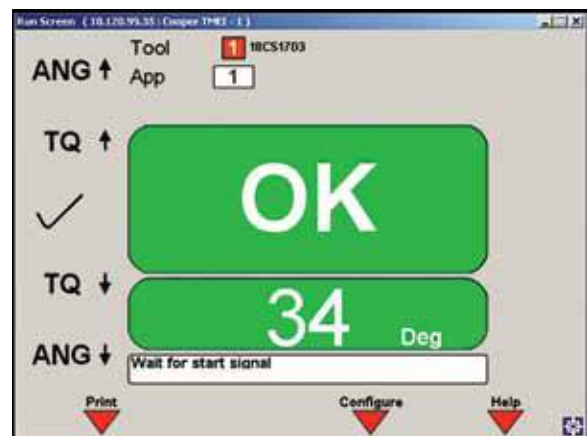 Run Screen ( 10.120.99.35 : Cooper TMEI - 1 )
Tool 1 18CS1703
ANG
App 1
TQ
OK
TQ
34 Deg
ANG
Wait for start signal
Print Configure Help